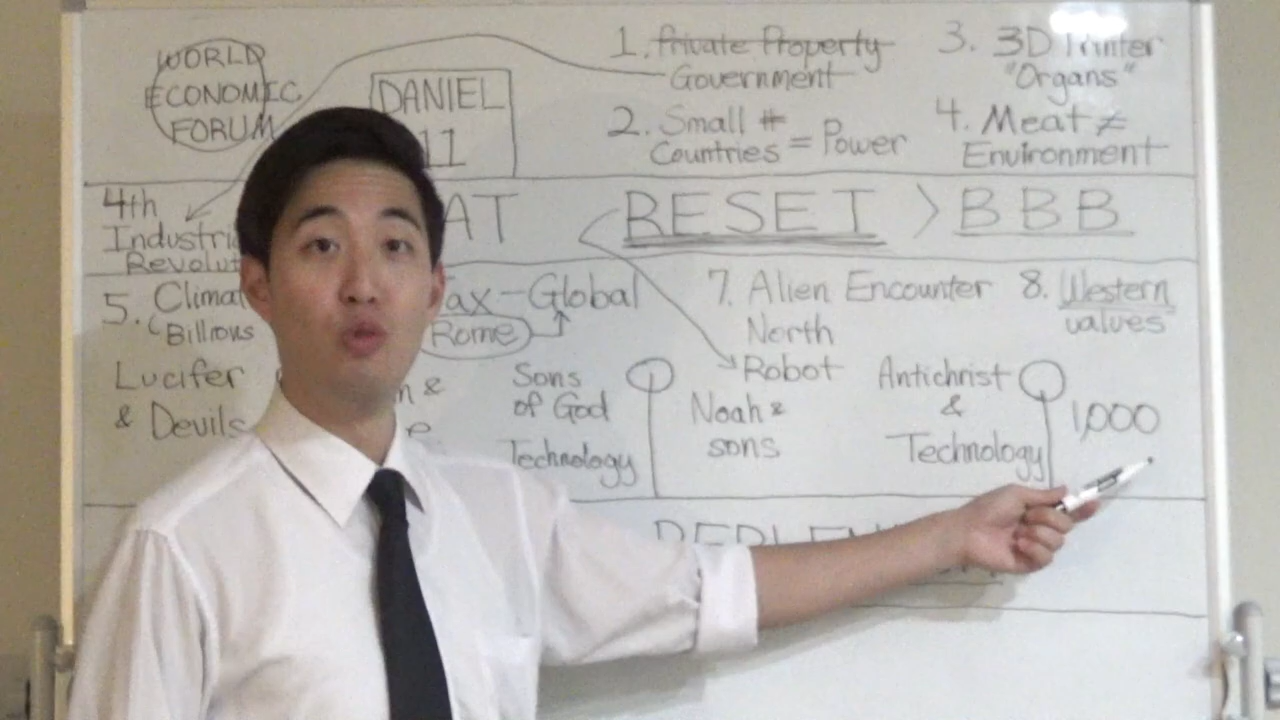 WORLD
ECONOMIC
FORUM
DANIEL
11
1. Private Property
Government
2. Small #
Countries = Power
3. 3D Printer
"Organs"
4. Meat ≠
Environment
4th
RESET > BBB
5.
Billions
- Global
Rome
7. Alien Encounter
North
Robot
8. Western
values
Lucifer
& Devils
&
Sons
of God
Technology
Noah &
sons
Antichrist
&
Technology
1,000